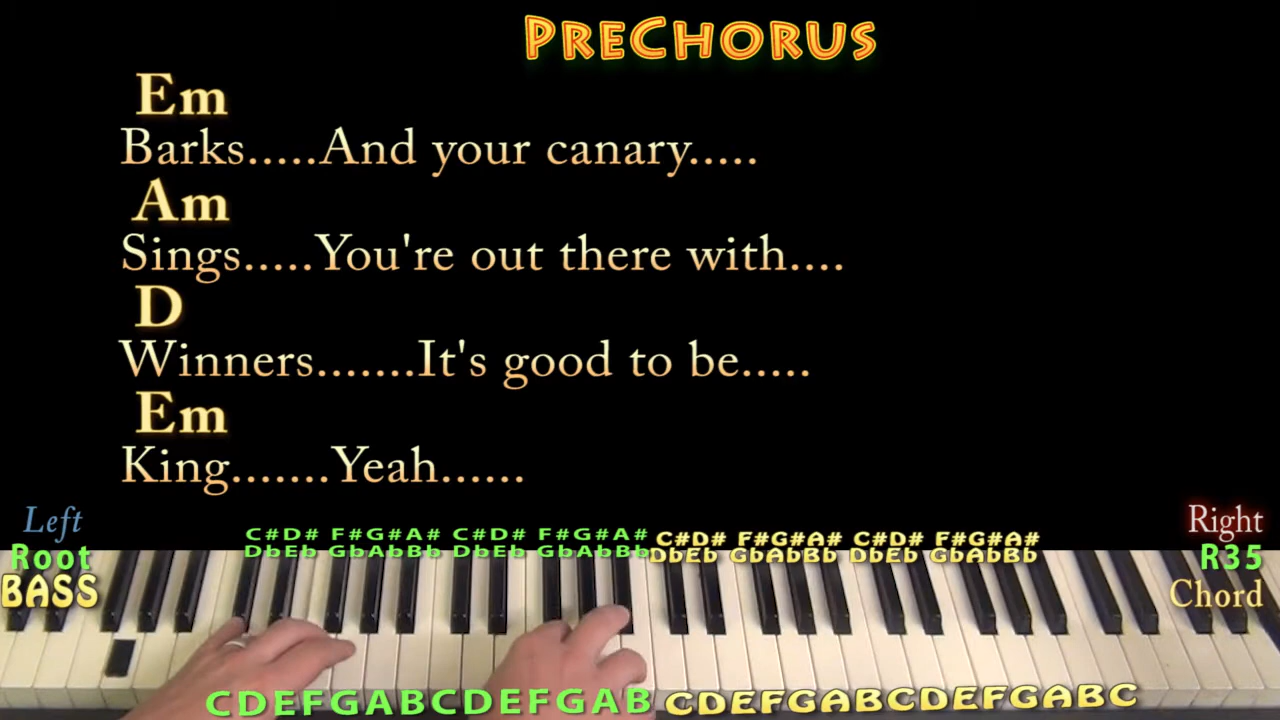 PreChorus
Em
Barks.....And your canary.....
Am
Sings.....You're out there with....
D
Winners.......It's good to be.....
Em
King.......Yeah......
Left
Root
BASS
Right
R35
Chord
C#D# F#G#A# C#D# F#G#A# C#D# F#G#A# C#D# F#G#A#
DbEb GbAbBb DbEb GbAbBb DbEb GbAbBb DbEb GbAbBb
CDEFGABCDEFGAB CDEFGABCDEFGABC